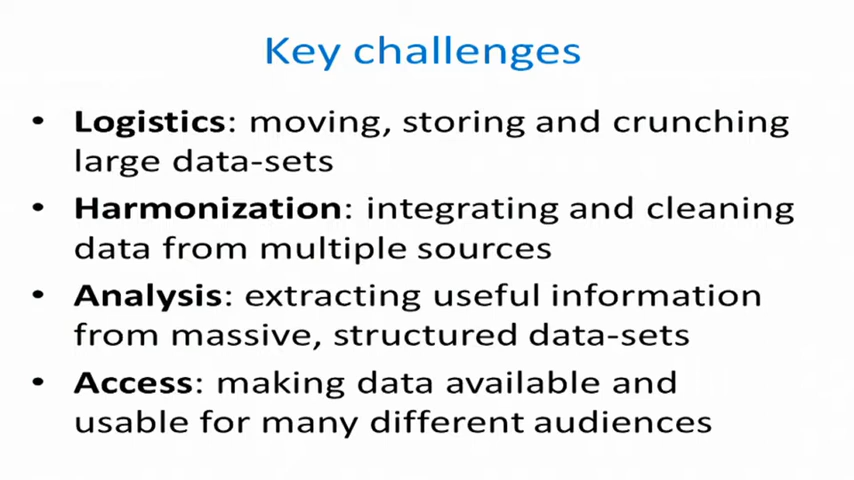 Key challenges
• Logistics: moving, storing and crunching
large data-sets
• Harmonization: integrating and cleaning
data from multiple sources
• Analysis: extracting useful information
from massive, structured data-sets
• Access: making data available and
usable for many different audiences